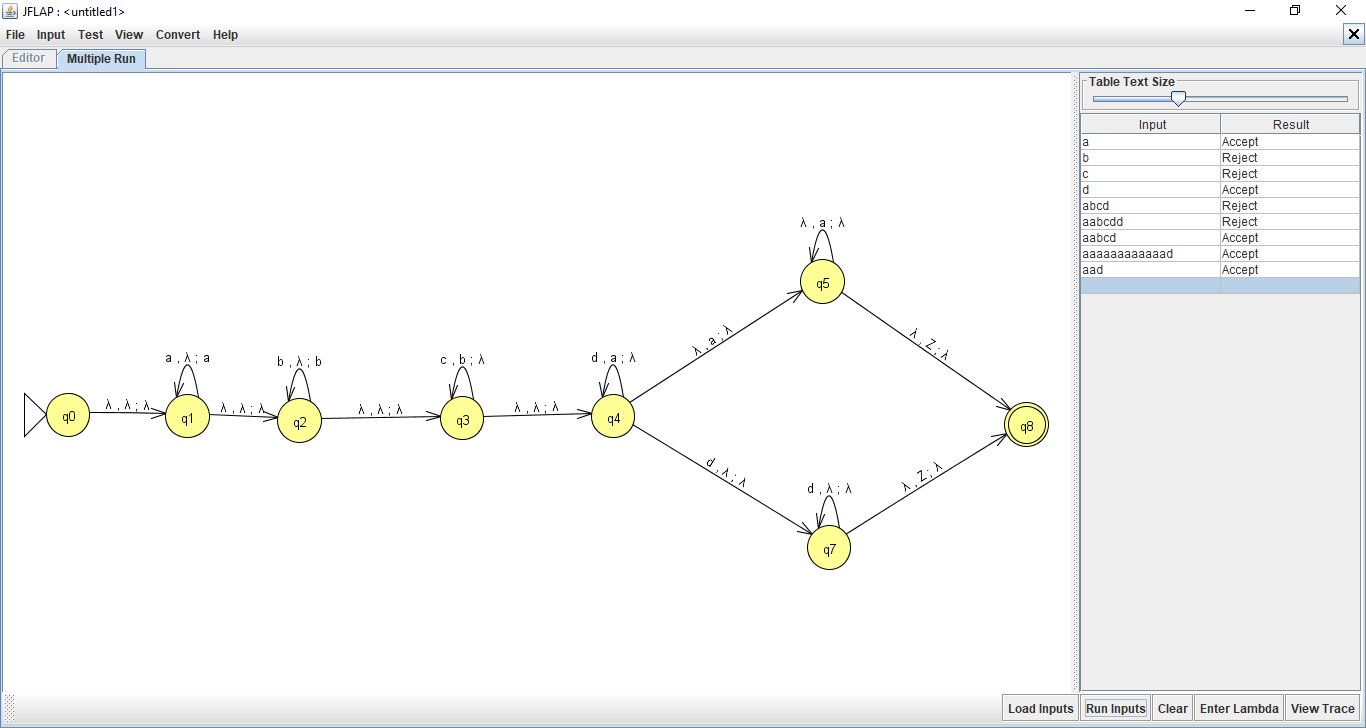 JFLAP : <untitled1>
File Input Test View Convert Help
Editor Multiple Run
Table Text Size
Input Result
a Accept
b Reject
c Reject
d Accept
abcd Reject
aabcdd Reject
aabcd Accept
aaaaaaaaaaaad Accept
aad Accept
λ , a ; λ
q5
λ , a ; λ
λ , Z ; λ
a , λ ; a
b , λ ; b
c , b ; λ
d , a ; λ
q0
λ , λ ; λ
q1
λ , λ ; λ
q2
λ , λ ; λ
q3
λ , λ ; λ
q4
q8
d , λ ; λ
d , λ ; λ
λ , Z ; λ
q7
Load Inputs Run Inputs Clear Enter Lambda View Trace